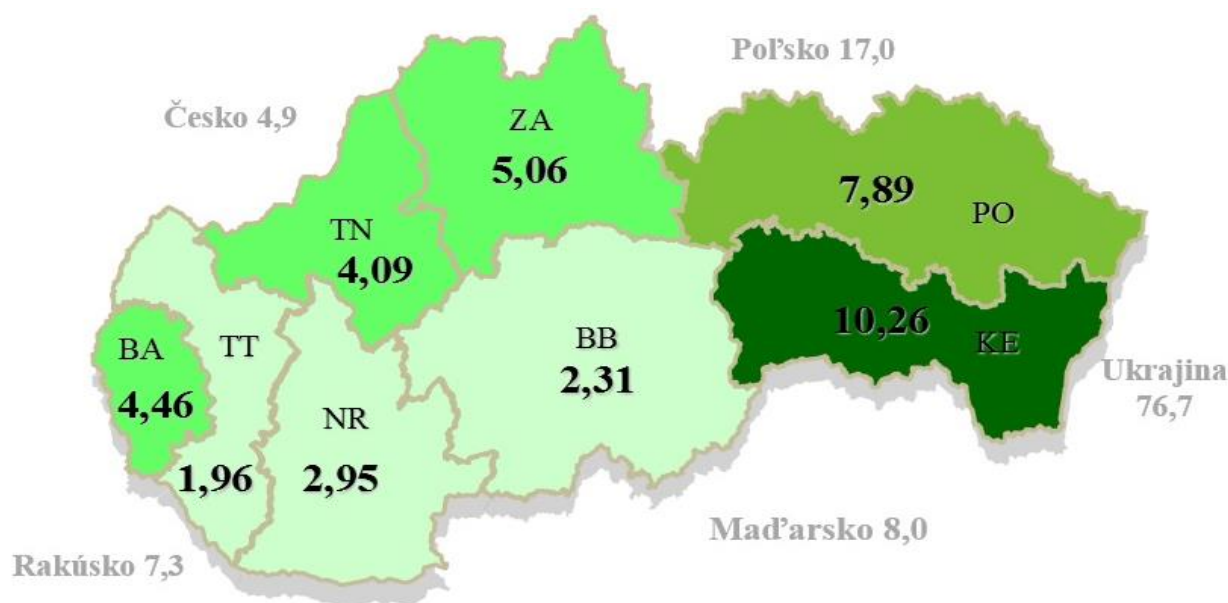 Poľsko 17,0
Česko 4,9
ZA
5,06
7,89
PO
TN
4,09
10,26
KE
BA
4,46
TT
1,96
NR
2,95
BB
2,31
Ukrajina
76,7
Maďarsko 8,0
Rakúsko 7,3